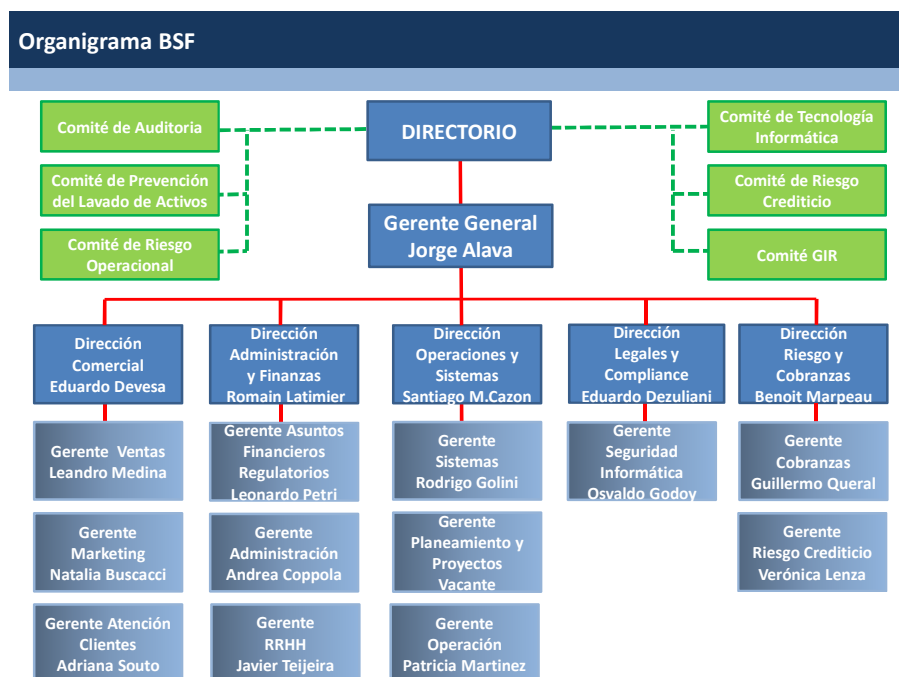 Organigrama BSF
Comité de Auditoria
DIRECTORIO
Comité de Tecnología
Informática
Comité de Prevención
del Lavado de Activos
Comité de Riesgo
Crediticio
Gerente General
Jorge Alava
Comité de Riesgo
Operacional
Comité GIR
Dirección
Comercial
Eduardo Devesa
Dirección
Administración
y Finanzas
Romain Latimier
Dirección
Operaciones y
Sistemas
Santiago M.Cazon
Dirección
Legales y
Compliance
Eduardo Dezuliani
Dirección
Riesgo y
Cobranzas
Benoit Marpeau
Gerente Ventas
Leandro Medina
Gerente Asuntos
Financieros
Regulatorios
Leonardo Petri
Gerente
Sistemas
Rodrigo Golini
Gerente
Seguridad
Informática
Osvaldo Godoy
Gerente
Cobranzas
Guillermo Queral
Gerente
Marketing
Natalia Buscacci
Gerente
Administración
Andrea Coppola
Gerente
Planeamiento y
Proyectos
Vacante
Gerente
Riesgo Crediticio
Verónica Lenza
Gerente Atención
Clientes
Adriana Souto
Gerente
RRHH
Javier Teijeira
Gerente
Operación
Patricia Martinez